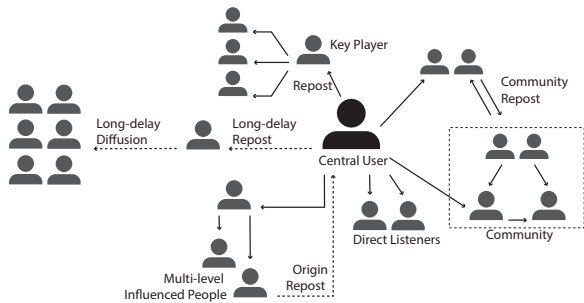 Key Player
Repost
Community
Repost
Long-delay
Diffusion
Long-delay
Repost
Central User
Direct Listeners
Community
Multi-level
Influenced People
Origin
Repost